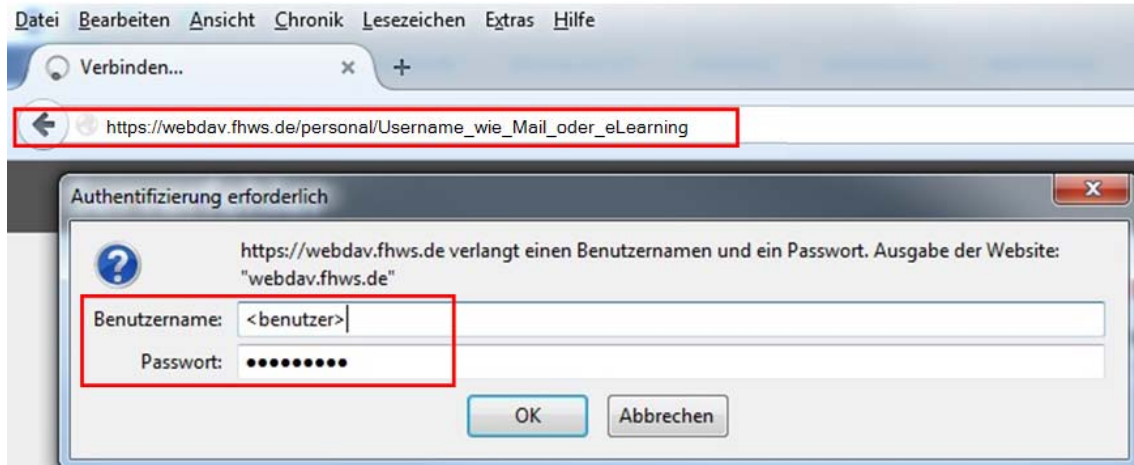 Datei Bearbeiten Ansicht Chronik Lesezeichen Extras Hilfe
Verbinden...
https://webdav.fhws.de/personal/Username_wie_Mail_oder_eLearning
Authentifizierung erforderlich
https://webdav.fhws.de verlangt einen Benutzernamen und ein Passwort. Ausgabe der Website:
"webdav.fhws.de"
Benutzername: <benutzer>
Passwort: •••••••••
OK Abbrechen